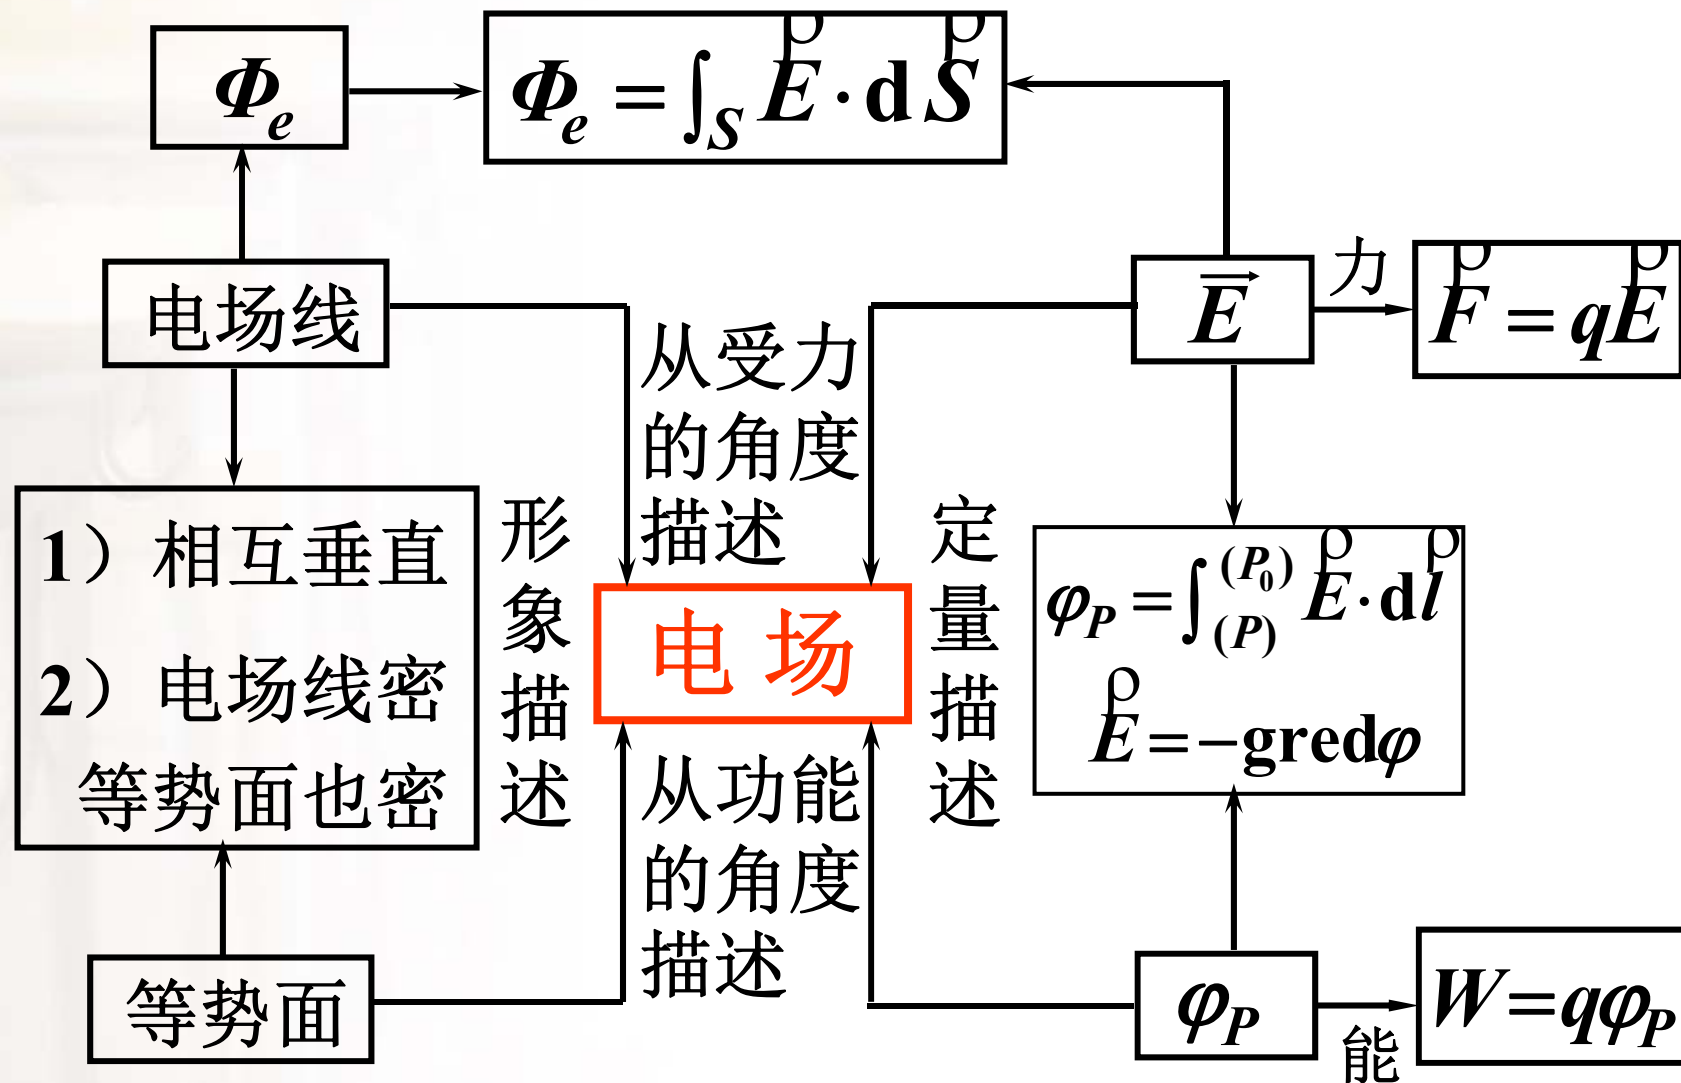 Φe
Φe = ∫S E⃗ · dS⃗
电场线
E⃗
力
F⃗ = qE⃗
从受力
的角度
描述
形象描述
定量描述
1）相互垂直
2）电场线密
等势面也密
电 场
φP = ∫(P)(P0) E⃗ · dl⃗
E⃗ = −gredφ
从功能
的角度
描述
等势面
φP
能
W = qφP